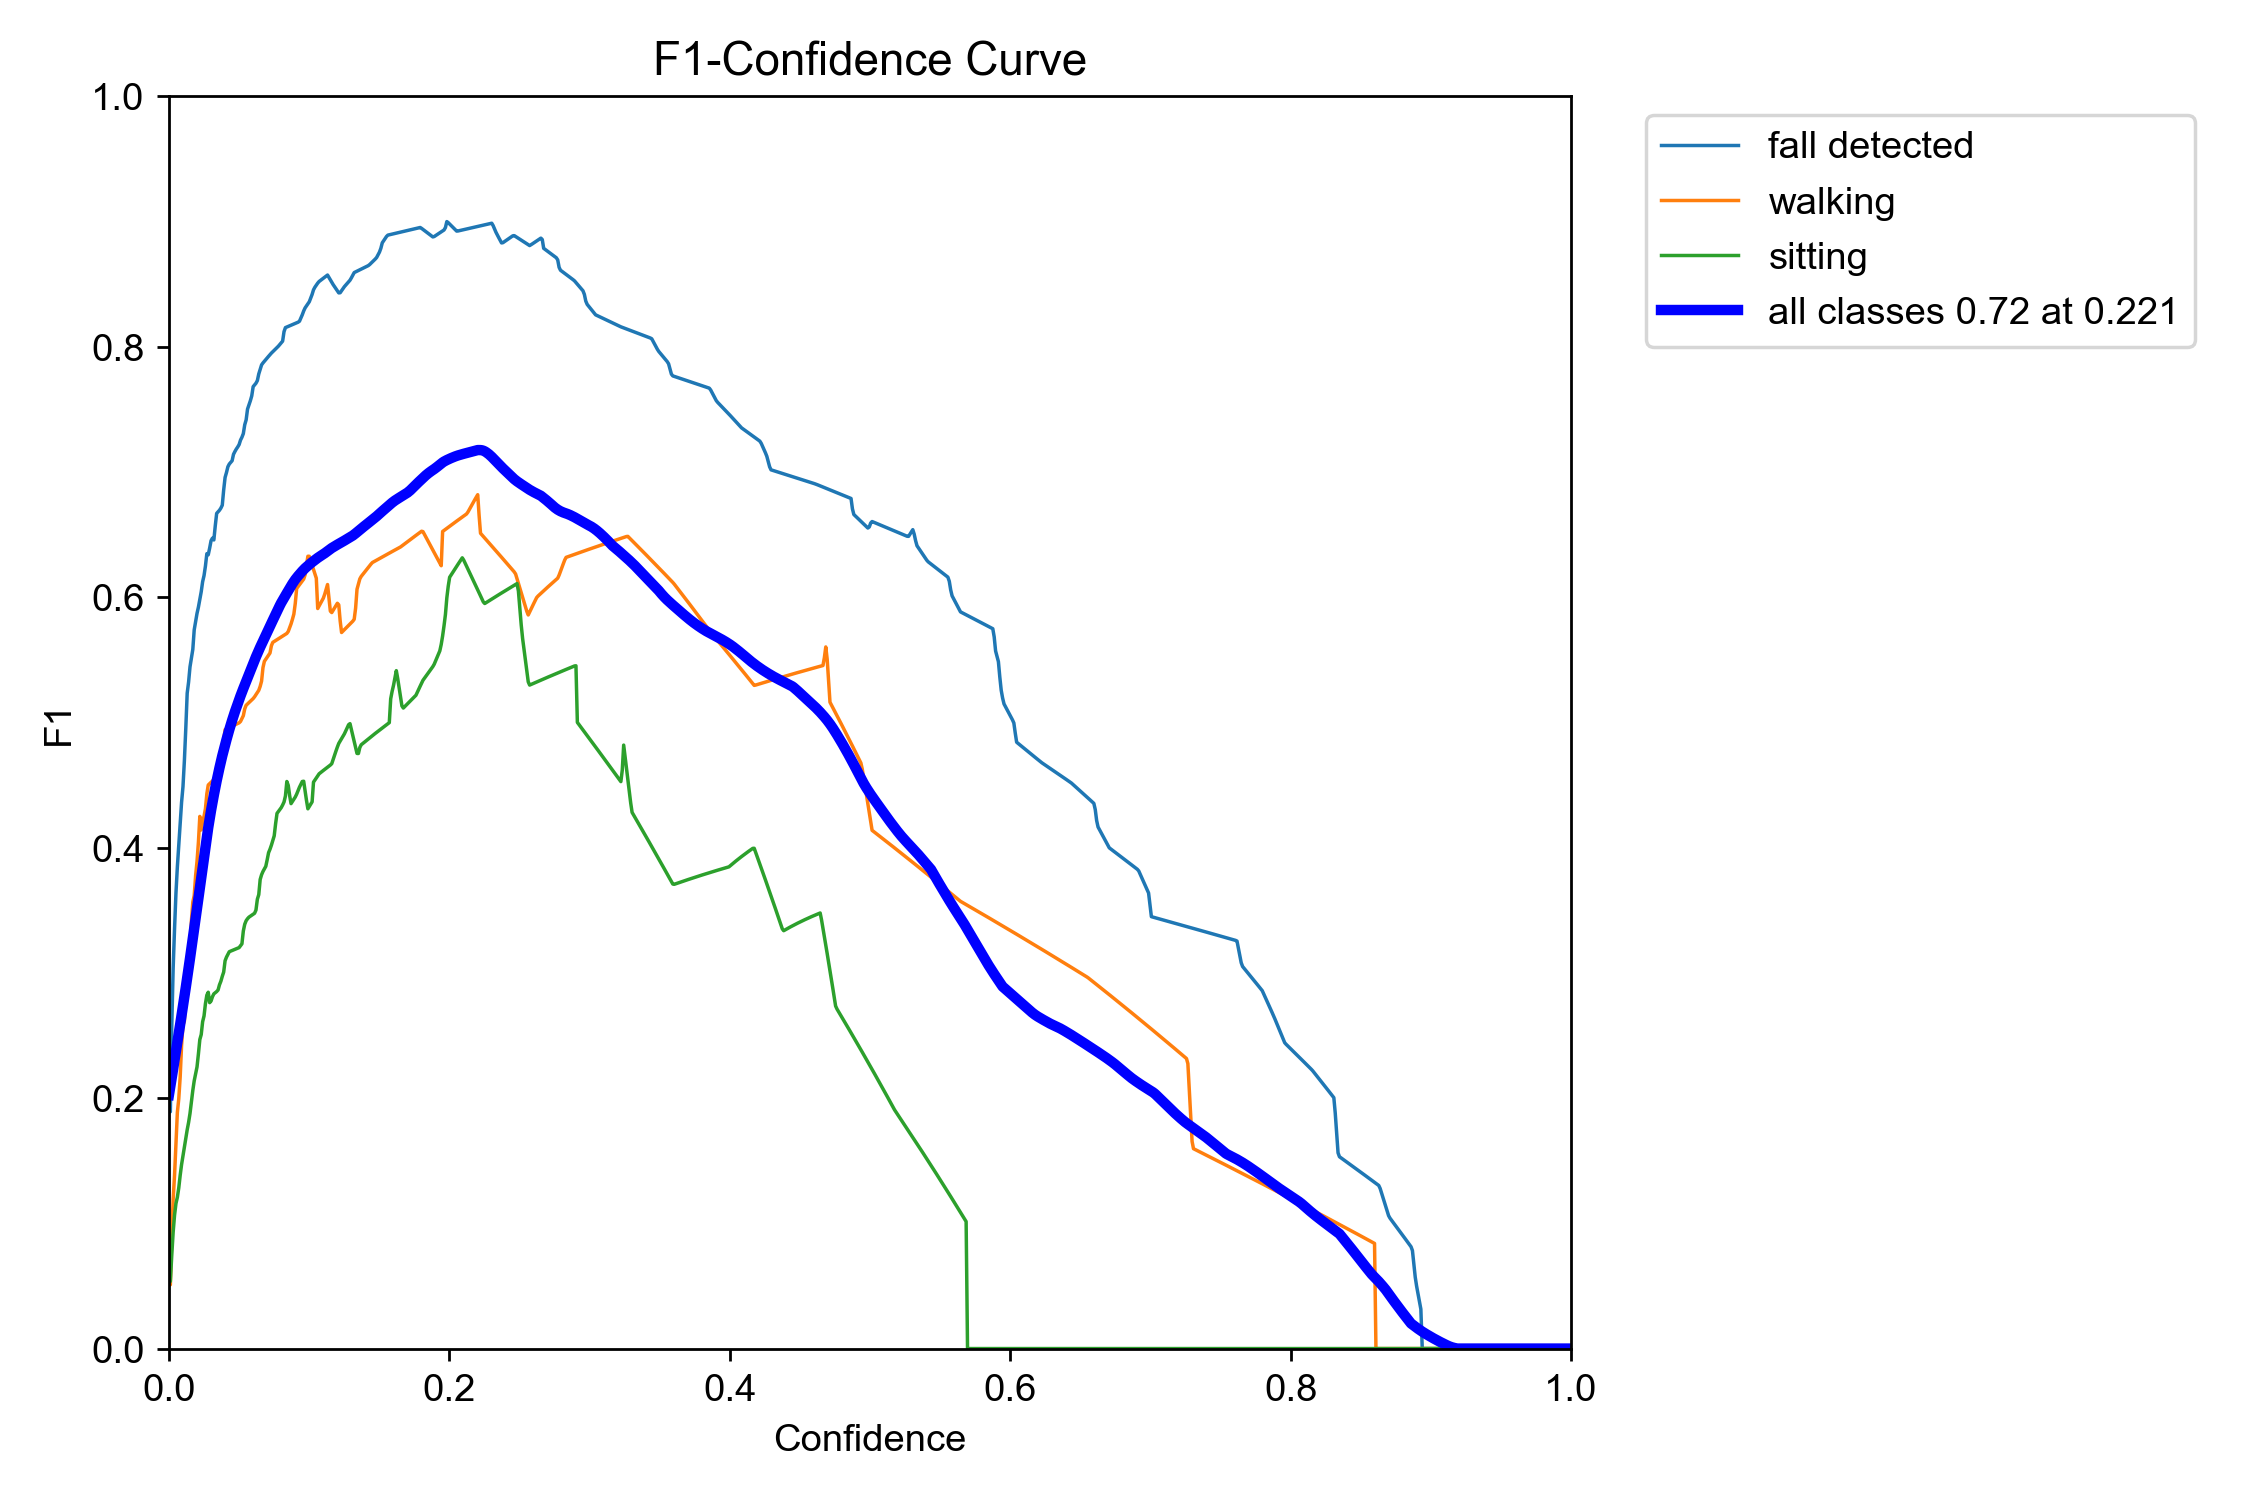 F1-Confidence Curve
1.0
0.8
0.6
0.4
0.2
0.0
F1
0.0 0.2 0.4 0.6 0.8 1.0
Confidence
fall detected
walking
sitting
all classes 0.72 at 0.221